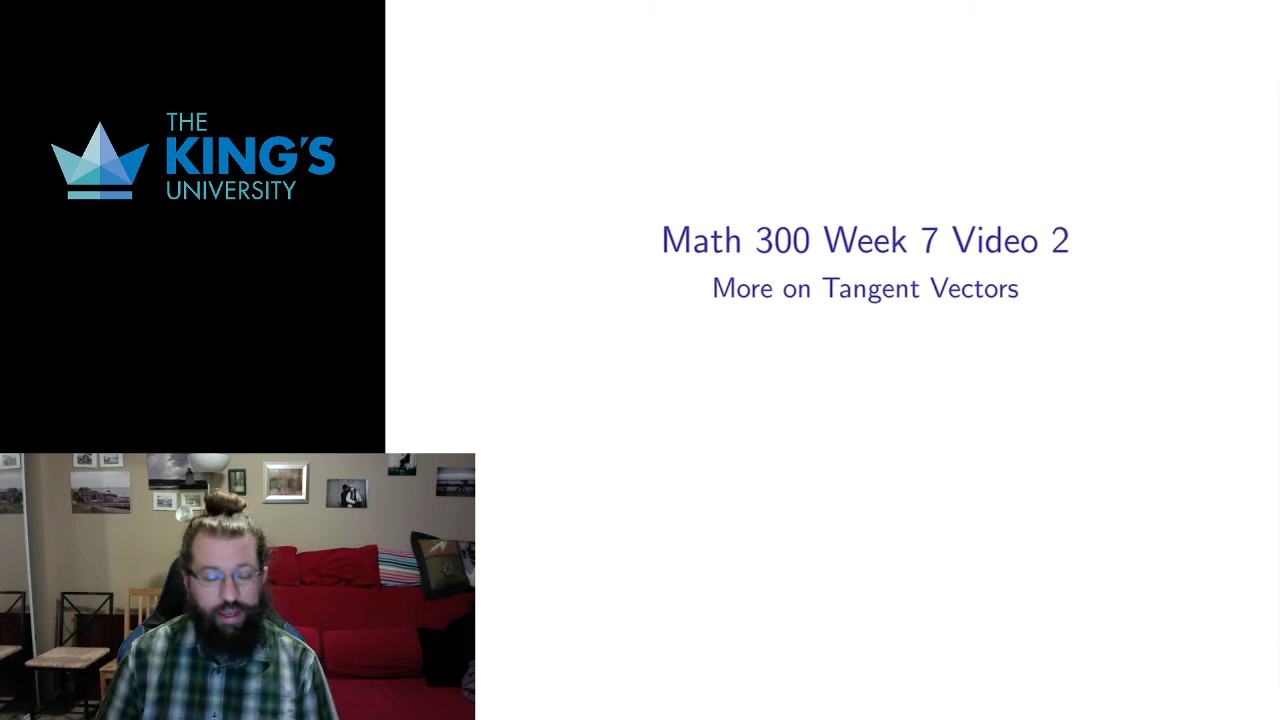 THE
KING'S
UNIVERSITY
Math 300 Week 7 Video 2
More on Tangent Vectors